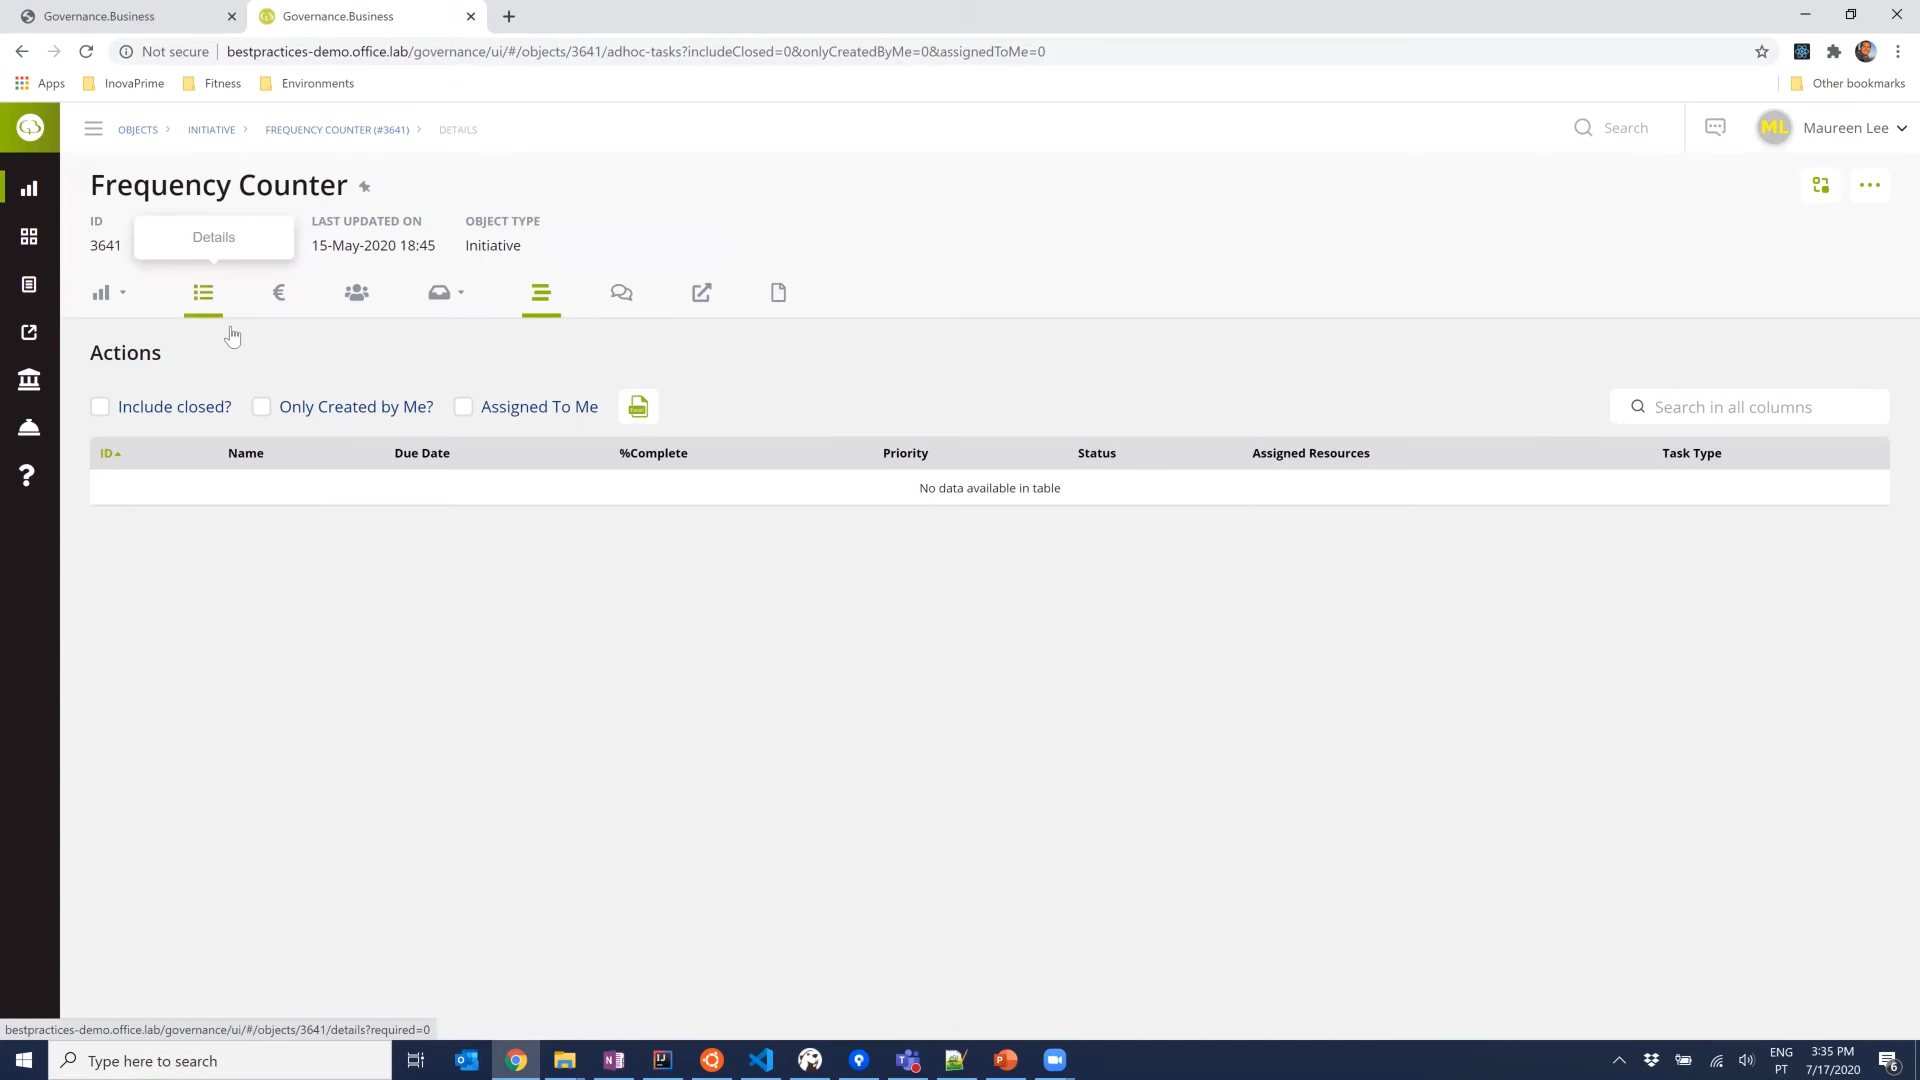 Governance.Business
Governance.Business
Not secure
bestpractices-demo.office.lab/governance/ui/#/objects/3641/adhoc-tasks?includeClosed=0&onlyCreatedByMe=0&assignedToMe=0
Apps
InovaPrime
Fitness
Environments
Other bookmarks
OBJECTS
INITIATIVE
FREQUENCY COUNTER (#3641)
DETAILS
Search
ML
Maureen Lee
Frequency Counter
ID
LAST UPDATED ON
OBJECT TYPE
Details
3641
15-May-2020 18:45
Initiative
Actions
Include closed?
Only Created by Me?
Assigned To Me
Excel
Search in all columns
ID
Name
Due Date
%Complete
Priority
Status
Assigned Resources
Task Type
No data available in table
bestpractices-demo.office.lab/governance/ui/#/objects/3641/details?required=0
Type here to search
ENG
PT
3:35 PM
7/17/2020
6